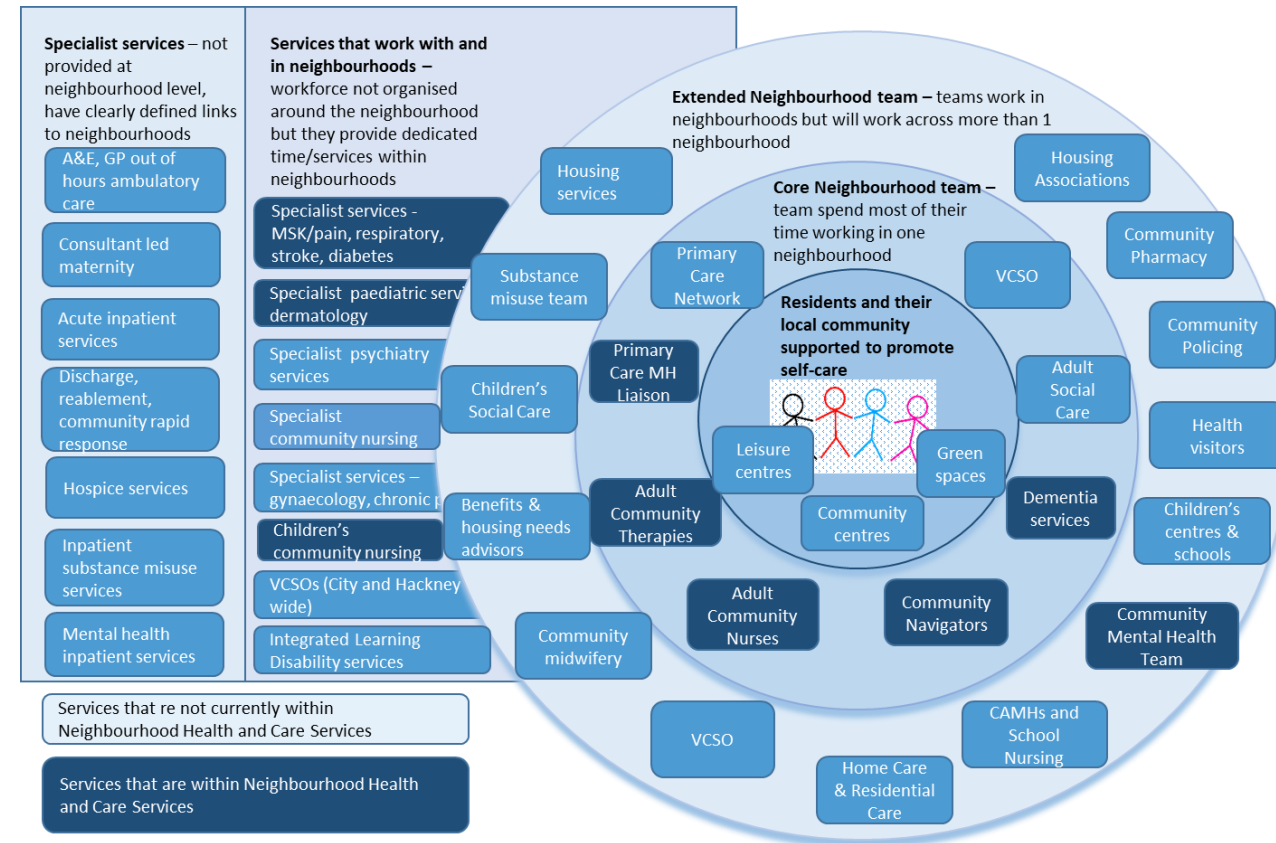 Specialist services – not
provided at
neighbourhood level,
have clearly defined links
to neighbourhoods
A&E, GP out of
hours ambulatory
care
Consultant led
maternity
Acute inpatient
services
Discharge,
reablement,
community rapid
response
Hospice services
Inpatient
substance misuse
services
Mental health
inpatient services
Services that work with and
in neighbourhoods –
workforce not organised
around the neighbourhood
but they provide dedicated
time/services within
neighbourhoods
Specialist services -
MSK/pain, respiratory,
stroke, diabetes
Specialist paediatric servi
dermatology
Specialist psychiatry
services
Specialist
community nursing
Specialist services –
gynaecology, chronic p
Children's
community nursing
VCSOs (City and Hackney
wide)
Integrated Learning
Disability services
Extended Neighbourhood team – teams work in
neighbourhoods but will work across more than 1
neighbourhood
Housing
services
Substance
misuse team
Children's
Social Care
Benefits &
housing needs
advisors
Community
midwifery
VCSO
Home Care
& Residential
Care
CAMHs and
School
Nursing
Community
Mental Health
Team
Children's
centres &
schools
Health
visitors
Community
Policing
Community
Pharmacy
Housing
Associations
Core Neighbourhood team –
team spend most of their
time working in one
neighbourhood
Primary
Care
Network
VCSO
Primary
Care MH
Liaison
Adult
Social
Care
Adult
Community
Therapies
Dementia
services
Adult
Community
Nurses
Community
Navigators
Residents and their
local community
supported to promote
self-care
Leisure
centres
Green
spaces
Community
centres
Services that re not currently within
Neighbourhood Health and Care Services
Services that are within Neighbourhood Health
and Care Services